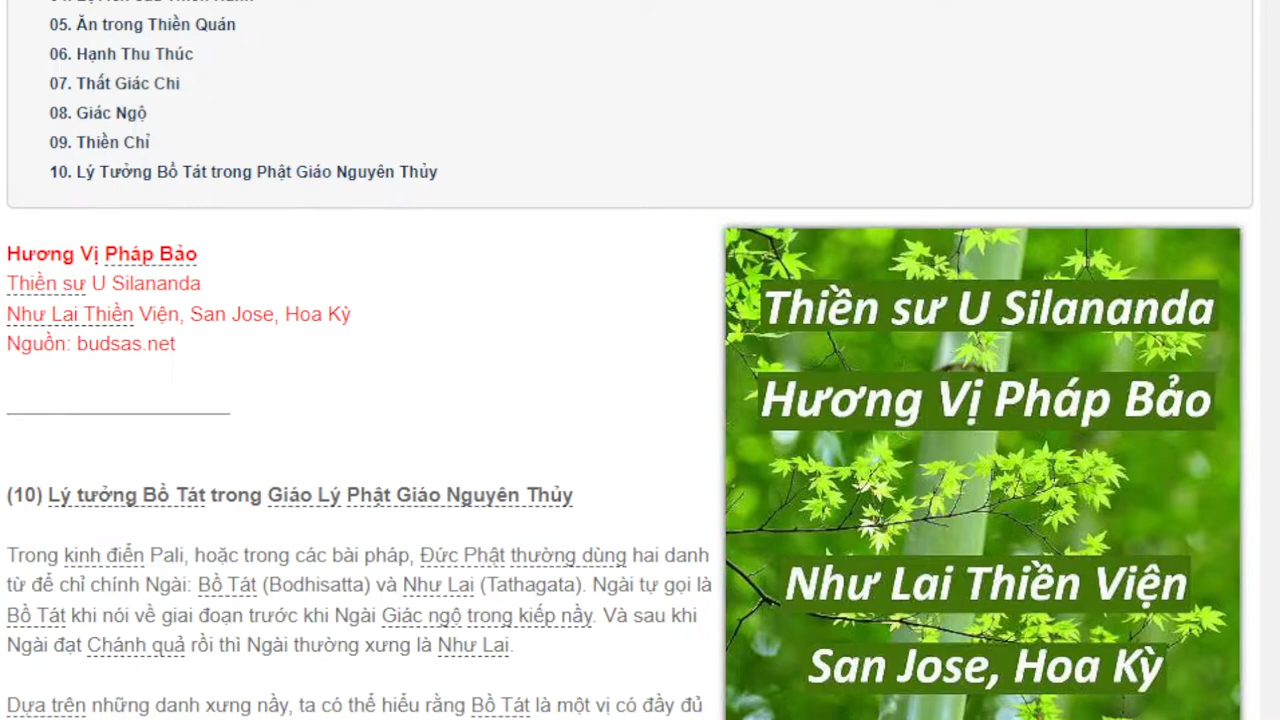 05. Ăn trong Thiền Quán
06. Hạnh Thu Thúc
07. Thất Giác Chi
08. Giác Ngộ
09. Thiền Chỉ
10. Lý Tưởng Bồ Tát trong Phật Giáo Nguyên Thủy
Hương Vị Pháp Bảo
Thiền sư U Silananda
Như Lai Thiền Viện, San Jose, Hoa Kỳ
Nguồn: budsas.net
(10) Lý tưởng Bồ Tát trong Giáo Lý Phật Giáo Nguyên Thủy
Trong kinh điển Pali, hoặc trong các bài pháp, Đức Phật thường dùng hai danh
từ để chỉ chính Ngài: Bồ Tát (Bodhisatta) và Như Lai (Tathagata). Ngài tự gọi là
Bồ Tát khi nói về giai đoạn trước khi Ngài Giác ngộ trong kiếp nầy. Và sau khi
Ngài đạt Chánh quả rồi thì Ngài thường xưng là Như Lai.
Dựa trên những danh xưng nầy, ta có thể hiểu rằng Bồ Tát là một vị có đầy đủ
Thiền sư U Silananda
Hương Vị Pháp Bảo
Như Lai Thiền Viện
San Jose, Hoa Kỳ